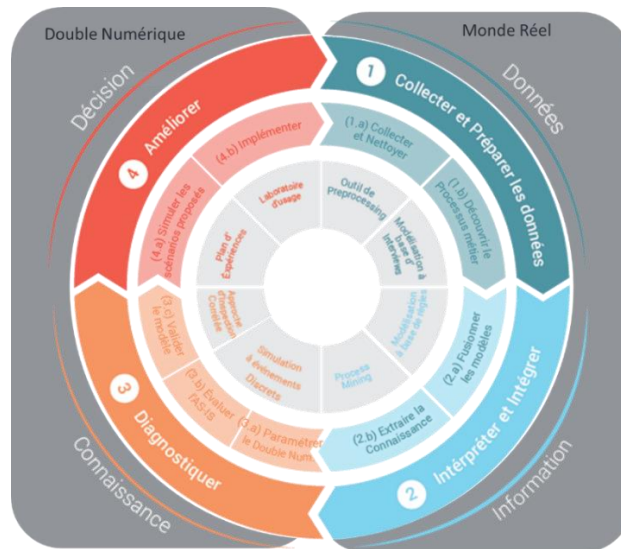 Double Numérique
Monde Réel
Décision
Données
Connaissance
Information
1
Collecter et Préparer les données
(1.a) Collecter
et Nettoyer
(1.b) Découvrir le
Processus métier
Outil de
Preprocessing
Modélisation à
base d'
Interviews
2
Intérpréter et Intégrer
(2.a) Fusionner
les modèles
(2.b) Extraire la
Connaissance
Modélisation
à base de règles
Process
Mining
3
Diagnostiquer
(3.a) Paramétrer
le Double Num.
(3.b) Évaluer
l'AS-IS
(3.c) Valider
le modèle
Simulation
à événements
Discrets
Approche
d'Inspection
Corrélée
4
Améliorer
(4.a) Simuler les
scénarios proposés
(4.b) Implémenter
Plan d'
Expériences
Laboratoire
d'usage